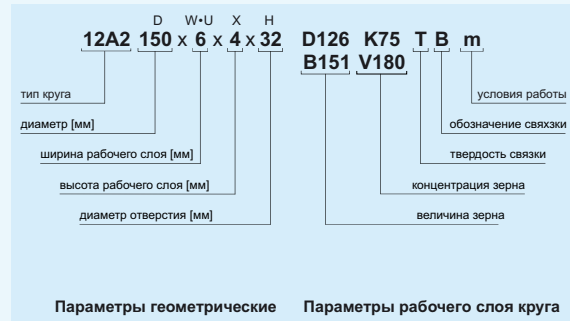 D W•U X H
12A2 150 x 6 x 4 x 32 D126 K75 T B m
B151 V180
тип круга условия работы
диаметр [мм] обозначение свяхзки
ширина рабочего слоя [мм] твердость связки
высота рабочего слоя [мм] концентрация зерна
диаметр отверстия [мм] величина зерна
Параметры геометрические Параметры рабочего слоя круга